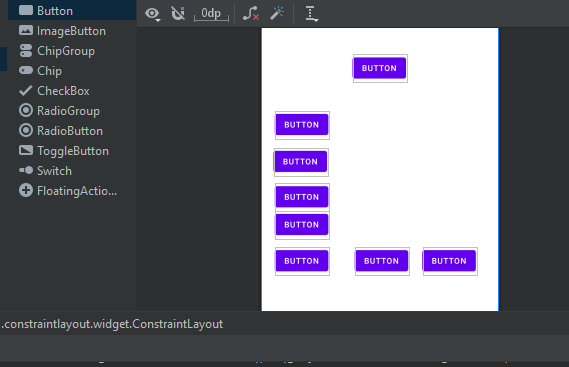 Button
ImageButton
ChipGroup
Chip
CheckBox
RadioGroup
RadioButton
ToggleButton
Switch
FloatingActio...
0dp
BUTTON
BUTTON
BUTTON
BUTTON
BUTTON
BUTTON BUTTON BUTTON
.constraintlayout.widget.ConstraintLayout